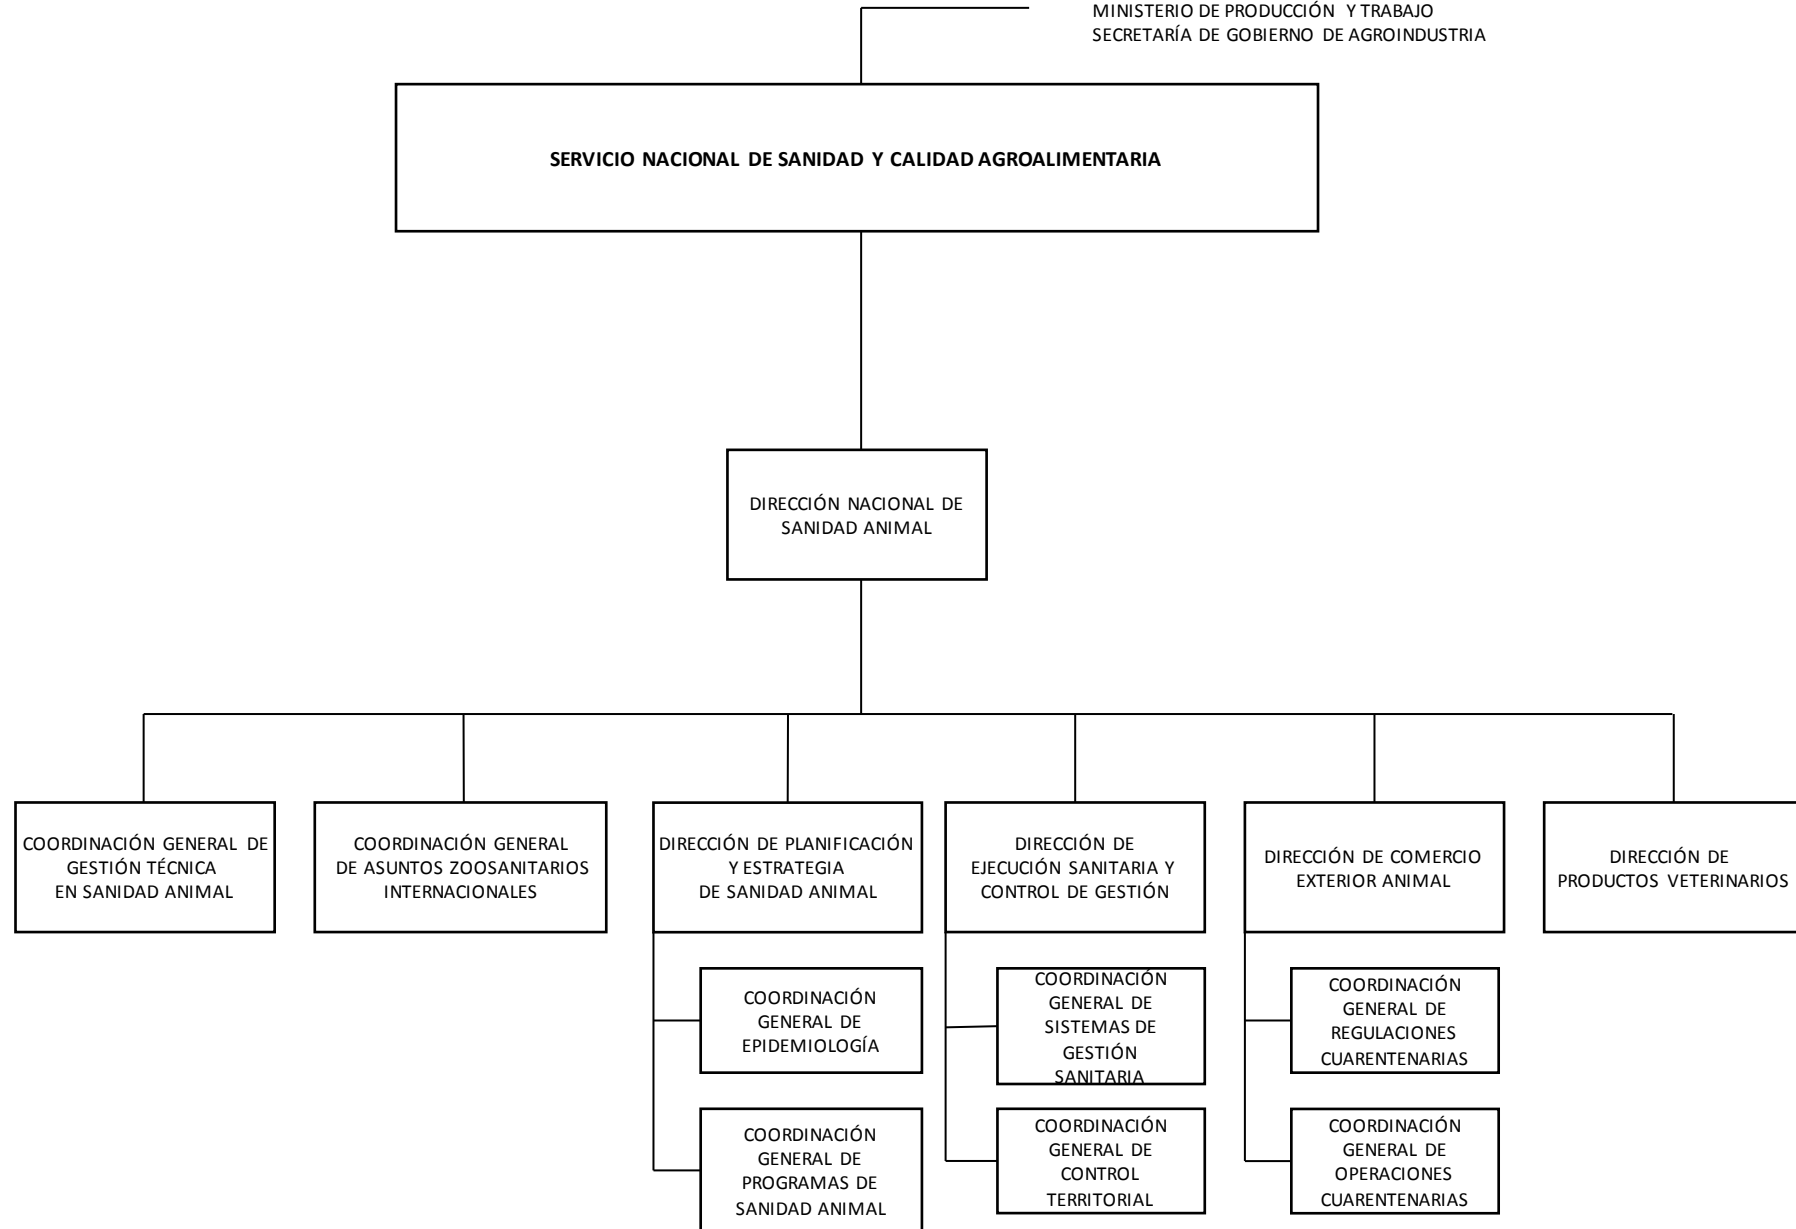 MINISTERIO DE PRODUCCIÓN Y TRABAJO
SECRETARÍA DE GOBIERNO DE AGROINDUSTRIA
SERVICIO NACIONAL DE SANIDAD Y CALIDAD AGROALIMENTARIA
DIRECCIÓN NACIONAL DE
SANIDAD ANIMAL
COORDINACIÓN GENERAL DE
GESTIÓN TÉCNICA
EN SANIDAD ANIMAL
COORDINACIÓN GENERAL
DE ASUNTOS ZOOSANITARIOS
INTERNACIONALES
DIRECCIÓN DE PLANIFICACIÓN
Y ESTRATEGIA
DE SANIDAD ANIMAL
DIRECCIÓN DE
EJECUCIÓN SANITARIA Y
CONTROL DE GESTIÓN
DIRECCIÓN DE COMERCIO
EXTERIOR ANIMAL
DIRECCIÓN DE
PRODUCTOS VETERINARIOS
COORDINACIÓN
GENERAL DE
EPIDEMIOLOGÍA
COORDINACIÓN
GENERAL DE
SISTEMAS DE
GESTIÓN
SANITARIA
COORDINACIÓN
GENERAL DE
REGULACIONES
CUARENTENARIAS
COORDINACIÓN
GENERAL DE
PROGRAMAS DE
SANIDAD ANIMAL
COORDINACIÓN
GENERAL DE
CONTROL
TERRITORIAL
COORDINACIÓN
GENERAL DE
OPERACIONES
CUARENTENARIAS